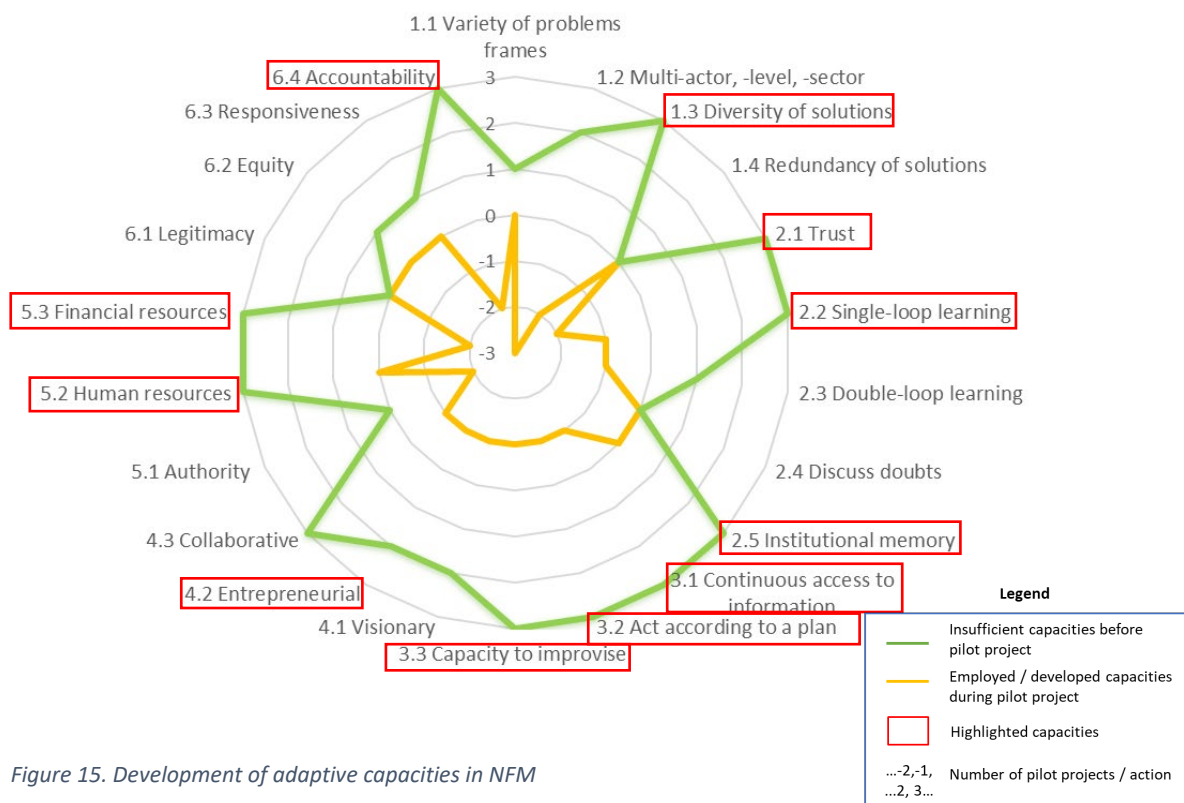 1.1 Variety of problems
frames
6.4 Accountability
1.2 Multi-actor, -level, -sector
6.3 Responsiveness
1.3 Diversity of solutions
6.2 Equity
1.4 Redundancy of solutions
6.1 Legitimacy
2.1 Trust
5.3 Financial resources
2.2 Single-loop learning
5.2 Human resources
2.3 Double-loop learning
5.1 Authority
2.4 Discuss doubts
4.3 Collaborative
2.5 Institutional memory
4.2 Entrepreneurial
3.1 Continuous access to
information
4.1 Visionary
3.2 Act according to a plan
3.3 Capacity to improvise
3
2
1
0
-1
-2
-3
Legend
Insufficient capacities before
pilot project
Employed / developed capacities
during pilot project
Highlighted capacities
...-2,-1,
...2, 3...
Number of pilot projects / action
Figure 15. Development of adaptive capacities in NFM